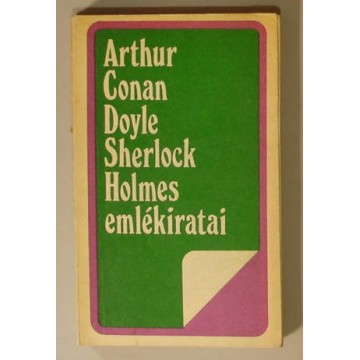 Arthur
Conan
Doyle
Sherlock
Holmes
emlékiratai